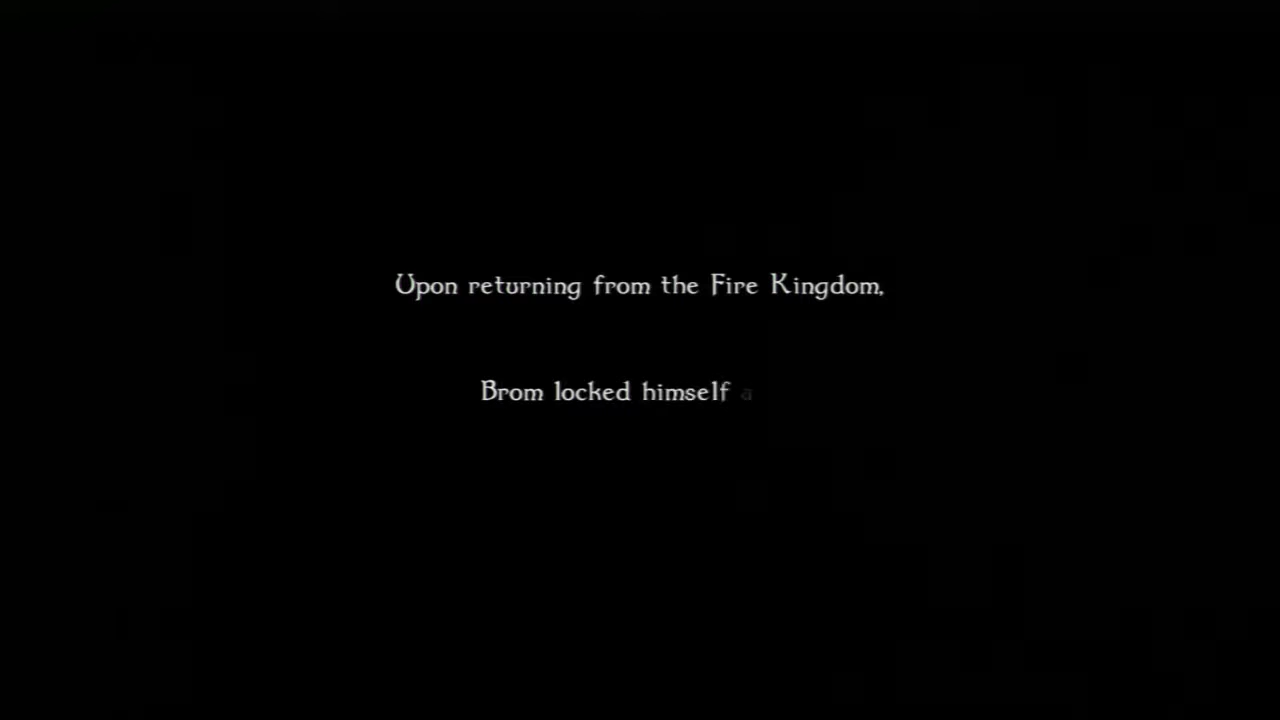 Upon returning from the Fire Kingdom,
Brom locked himself a